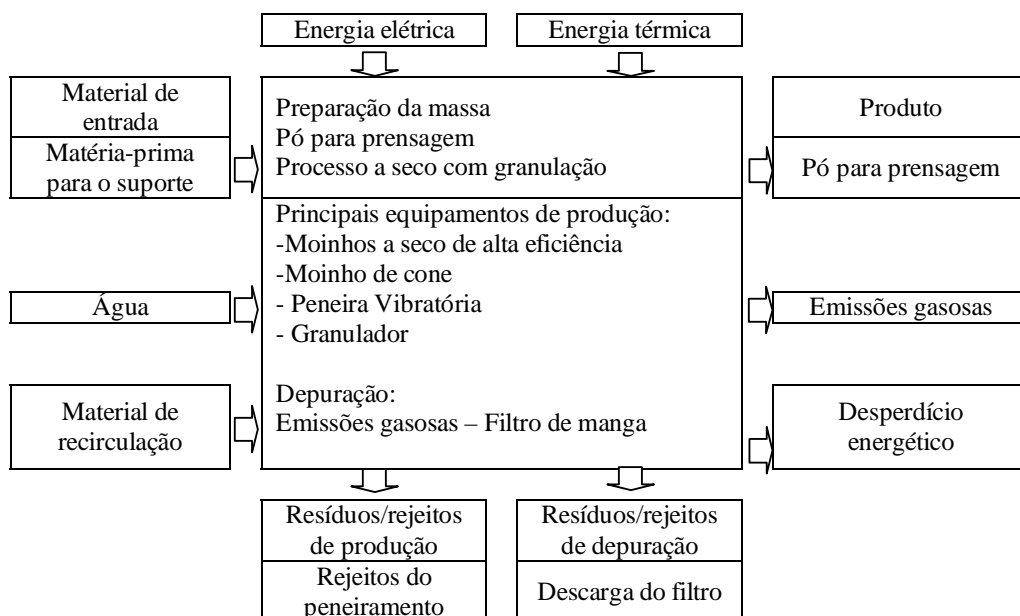 Energia elétrica
Energia térmica
Material de
entrada
Matéria-prima
para o suporte
Preparação da massa
Pó para prensagem
Processo a seco com granulação
Produto
Pó para prensagem
Principais equipamentos de produção:
-Moinhos a seco de alta eficiência
-Moinho de cone
- Peneira Vibratória
- Granulador
Água
Emissões gasosas
Depuração:
Emissões gasosas – Filtro de manga
Material de
recirculação
Desperdício
energético
Resíduos/rejeitos
de produção
Rejeitos do
peneiramento
Resíduos/rejeitos
de depuração
Descarga do filtro